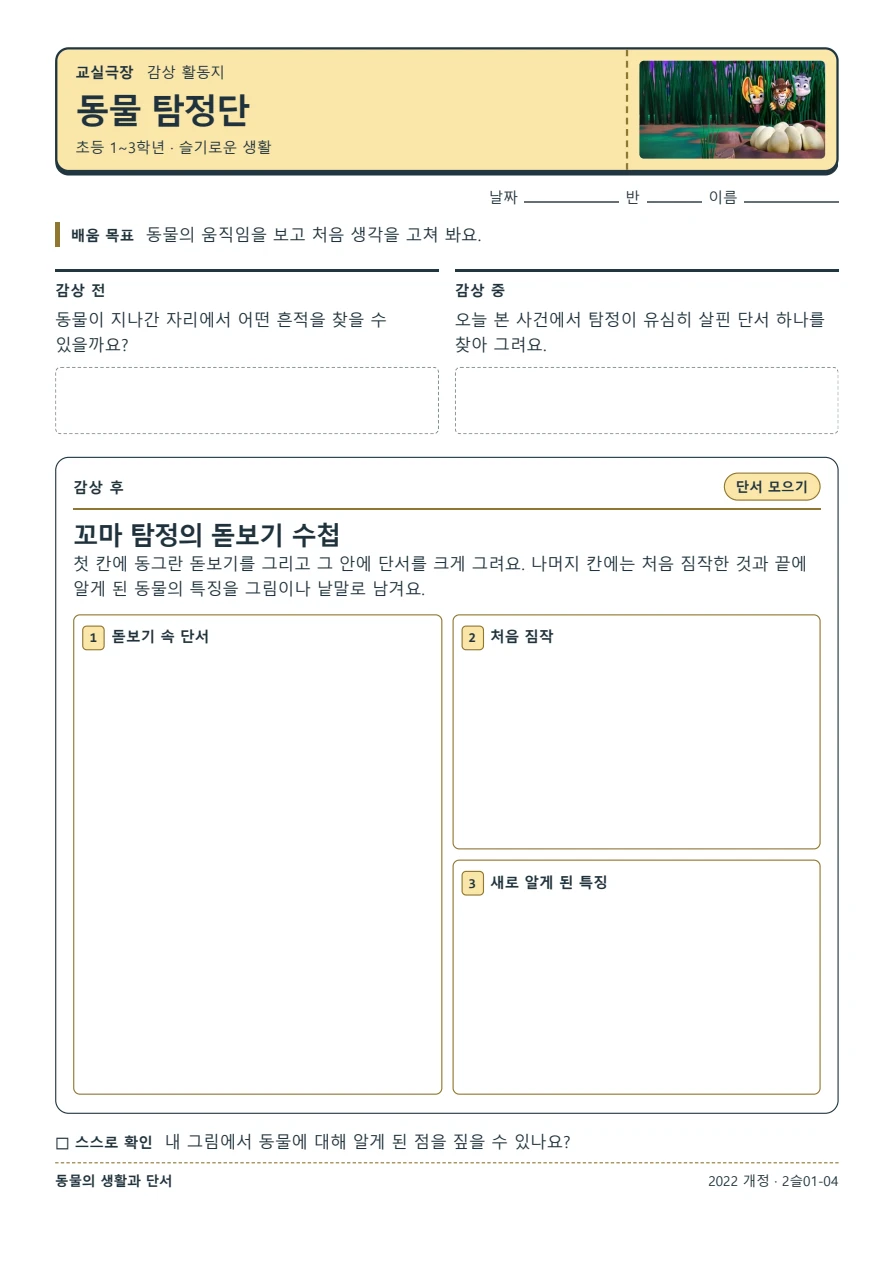 교실극장 감상 활동지
동물 탐정단
초등 1~3학년 · 슬기로운 생활
날짜 반 이름
배움 목표 동물의 움직임을 보고 처음 생각을 고쳐 봐요.
감상 전
동물이 지나간 자리에서 어떤 흔적을 찾을 수
있을까요?
감상 중
오늘 본 사건에서 탐정이 유심히 살핀 단서 하나를
찾아 그려요.
감상 후
단서 모으기
꼬마 탐정의 돋보기 수첩
첫 칸에 동그란 돋보기를 그리고 그 안에 단서를 크게 그려요. 나머지 칸에는 처음 짐작한 것과 끝에
알게 된 동물의 특징을 그림이나 낱말로 남겨요.
1 돋보기 속 단서
2 처음 짐작
3 새로 알게 된 특징
□ 스스로 확인 내 그림에서 동물에 대해 알게 된 점을 짚을 수 있나요?
동물의 생활과 단서
2022 개정 · 2슬01-04